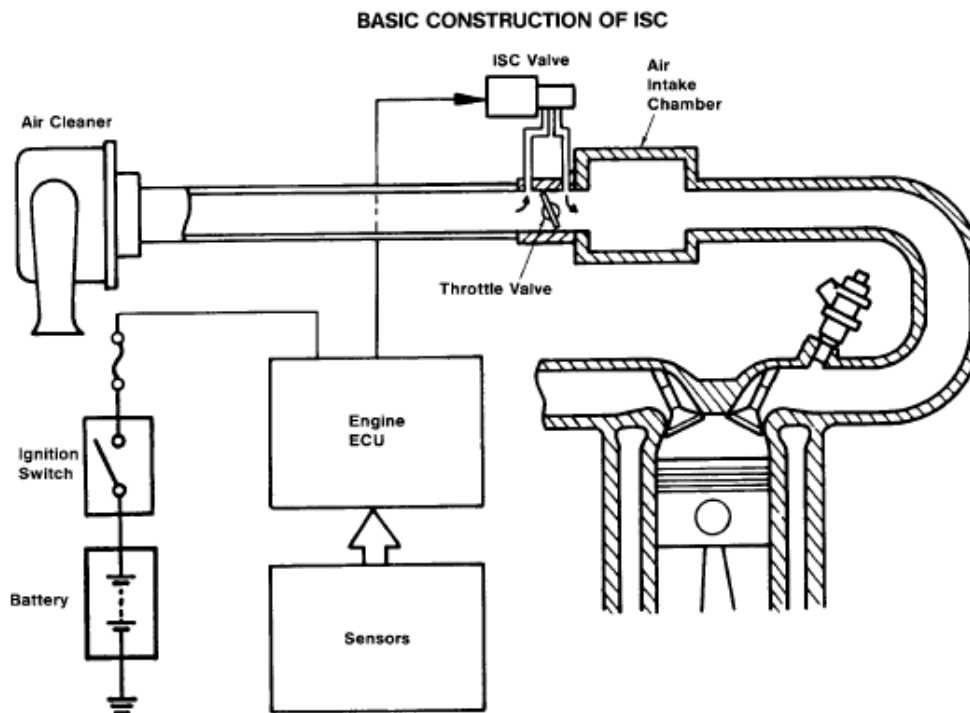 BASIC CONSTRUCTION OF ISC
ISC Valve
Air
Intake
Chamber
Air Cleaner
Throttle Valve
Engine
ECU
Ignition
Switch
Battery
Sensors